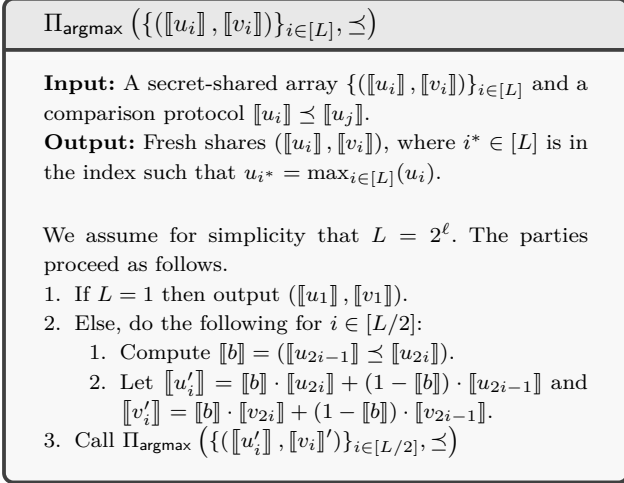 Π_argmax ({(⟦u_i⟧, ⟦v_i⟧)}_{i∈[L]}, ⪯)
Input: A secret-shared array {(⟦u_i⟧, ⟦v_i⟧)}_{i∈[L]} and a
comparison protocol ⟦u_i⟧ ⪯ ⟦u_j⟧.
Output: Fresh shares (⟦u_i⟧, ⟦v_i⟧), where i* ∈ [L] is in
the index such that u_{i*} = max_{i∈[L]}(u_i).
We assume for simplicity that L = 2^ℓ. The parties
proceed as follows.
1. If L = 1 then output (⟦u_1⟧, ⟦v_1⟧).
2. Else, do the following for i ∈ [L/2]:
1. Compute ⟦b⟧ = (⟦u_{2i−1}⟧ ⪯ ⟦u_{2i}⟧).
2. Let ⟦u'_i⟧ = ⟦b⟧ · ⟦u_{2i}⟧ + (1 − ⟦b⟧) · ⟦u_{2i−1}⟧ and
⟦v'_i⟧ = ⟦b⟧ · ⟦v_{2i}⟧ + (1 − ⟦b⟧) · ⟦v_{2i−1}⟧.
3. Call Π_argmax ({(⟦u'_i⟧, ⟦v_i⟧')}_{i∈[L/2]}, ⪯)